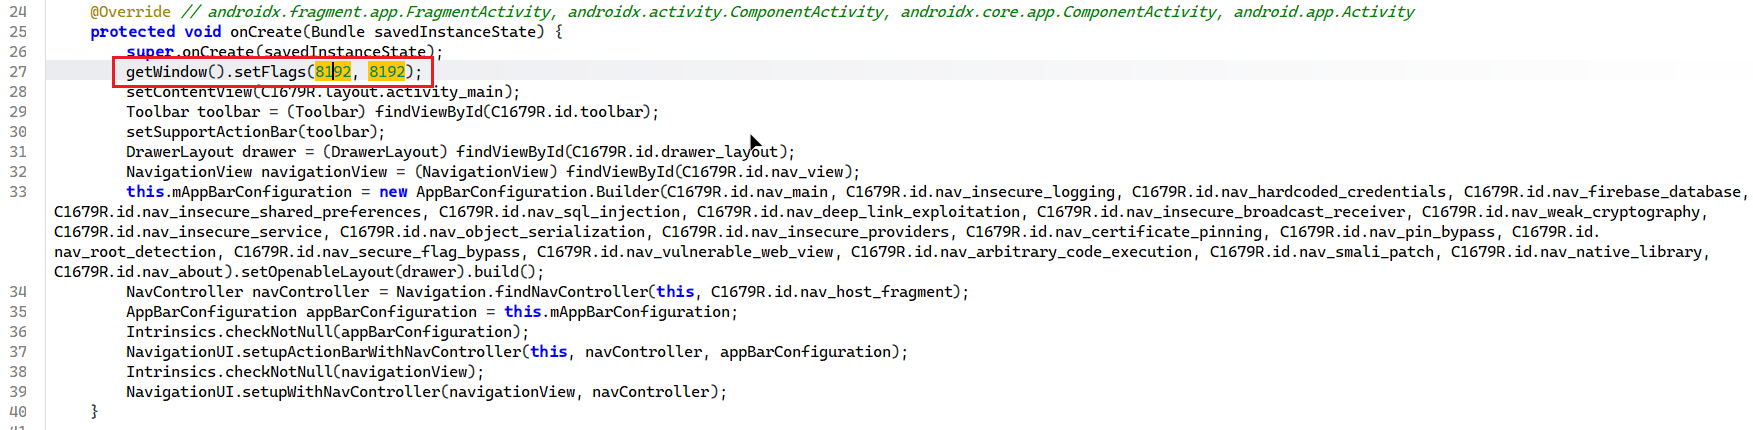 24 @Override // androidx.fragment.app.FragmentActivity, androidx.activity.ComponentActivity, androidx.core.app.ComponentActivity, android.app.Activity
25 protected void onCreate(Bundle savedInstanceState) {
26 super.onCreate(savedInstanceState);
27 getWindow().setFlags(8192, 8192);
28 setContentView(C1679R.layout.activity_main);
29 Toolbar toolbar = (Toolbar) findViewById(C1679R.id.toolbar);
30 setSupportActionBar(toolbar);
31 DrawerLayout drawer = (DrawerLayout) findViewById(C1679R.id.drawer_layout);
32 NavigationView navigationView = (NavigationView) findViewById(C1679R.id.nav_view);
33 this.mAppBarConfiguration = new AppBarConfiguration.Builder(C1679R.id.nav_main, C1679R.id.nav_insecure_logging, C1679R.id.nav_hardcoded_credentials, C1679R.id.nav_firebase_database,
C1679R.id.nav_insecure_shared_preferences, C1679R.id.nav_sql_injection, C1679R.id.nav_deep_link_exploitation, C1679R.id.nav_insecure_broadcast_receiver, C1679R.id.nav_weak_cryptography,
C1679R.id.nav_insecure_service, C1679R.id.nav_object_serialization, C1679R.id.nav_insecure_providers, C1679R.id.nav_certificate_pinning, C1679R.id.nav_pin_bypass, C1679R.id.
nav_root_detection, C1679R.id.nav_secure_flag_bypass, C1679R.id.nav_vulnerable_web_view, C1679R.id.nav_arbitrary_code_execution, C1679R.id.nav_smali_patch, C1679R.id.nav_native_library,
C1679R.id.nav_about).setOpenableLayout(drawer).build();
34 NavController navController = Navigation.findNavController(this, C1679R.id.nav_host_fragment);
35 AppBarConfiguration appBarConfiguration = this.mAppBarConfiguration;
36 Intrinsics.checkNotNull(appBarConfiguration);
37 NavigationUI.setupActionBarWithNavController(this, navController, appBarConfiguration);
38 Intrinsics.checkNotNull(navigationView);
39 NavigationUI.setupWithNavController(navigationView, navController);
40 }